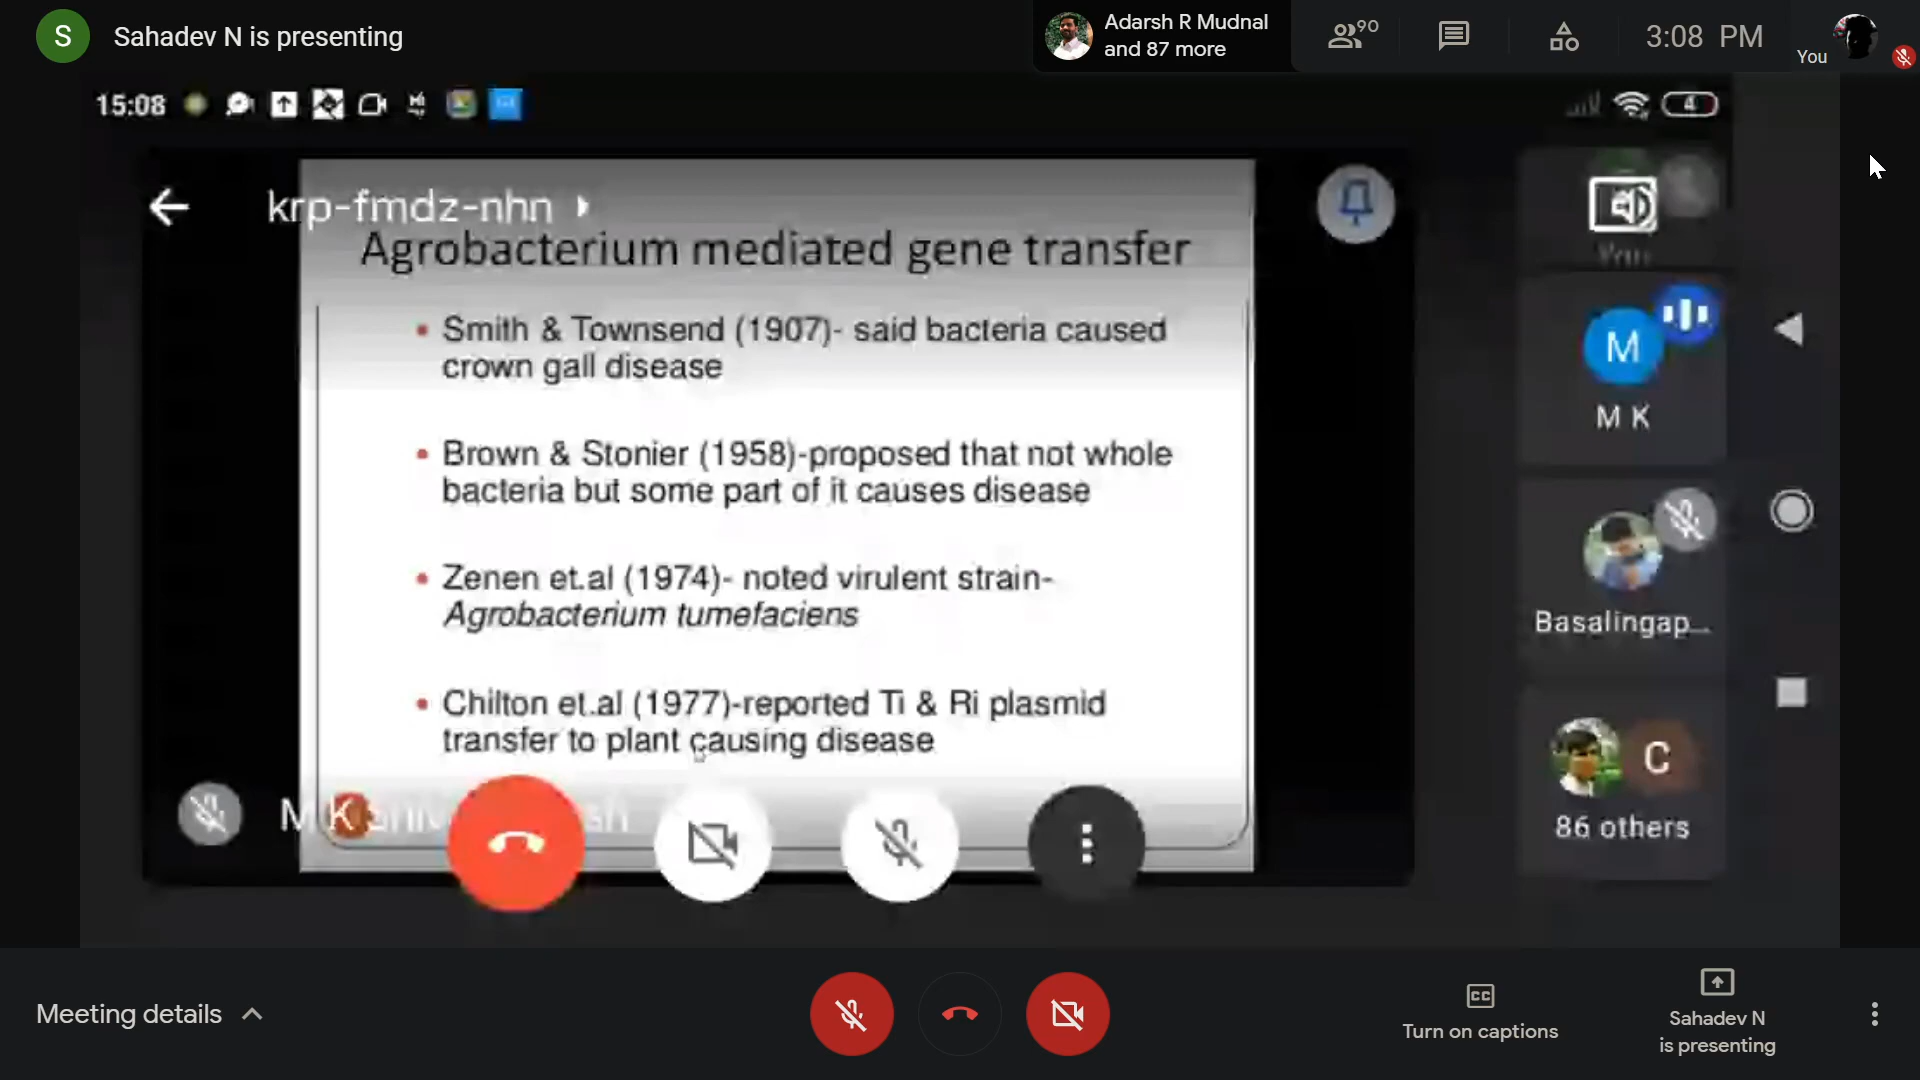 S
Sahadev N is presenting
Adarsh R Mudnal
and 87 more
90
3:08 PM
You
15:08
4
krp-fmdz-nhn
Agrobacterium mediated gene transfer
• Smith & Townsend (1907)- said bacteria caused
crown gall disease
• Brown & Stonier (1958)-proposed that not whole
bacteria but some part of it causes disease
• Zenen et.al (1974)- noted virulent strain-
Agrobacterium tumefaciens
• Chilton et.al (1977)-reported Ti & Ri plasmid
transfer to plant causing disease
M K
You
M
M K
Basalingap...
C
86 others
Meeting details
CC
Turn on captions
Sahadev N
is presenting